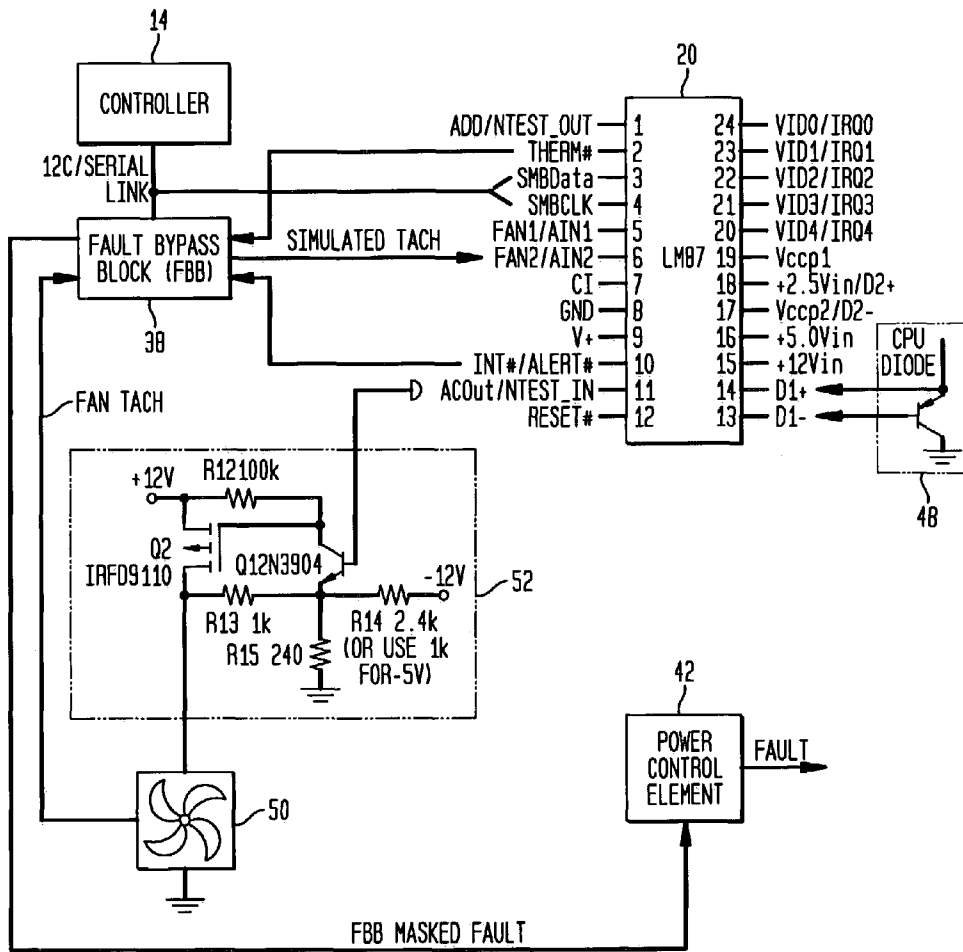 14
CONTROLLER
12C/SERIAL
LINK
FAULT BYPASS
BLOCK (FBB)
38
SIMULATED TACH
FAN TACH
20
LM87
ADD/NTEST_OUT 1
THERM# 2
SMBData 3
SMBCLK 4
FAN1/AIN1 5
FAN2/AIN2 6
CI 7
GND 8
V+ 9
INT#/ALERT# 10
ACOut/NTEST_IN 11
RESET# 12
24 VID0/IRQ0
23 VID1/IRQ1
22 VID2/IRQ2
21 VID3/IRQ3
20 VID4/IRQ4
19 Vccp1
18 +2.5Vin/D2+
17 Vccp2/D2-
16 +5.0Vin
15 +12Vin
14 D1+
13 D1-
CPU
DIODE
48
+12V
R12100k
Q2
IRFD9110
Q12N3904
-12V
R13 1k
R14 2.4k
(OR USE 1k
FOR-5V)
R15 240
52
50
42
POWER
CONTROL
ELEMENT
FAULT
FBB MASKED FAULT